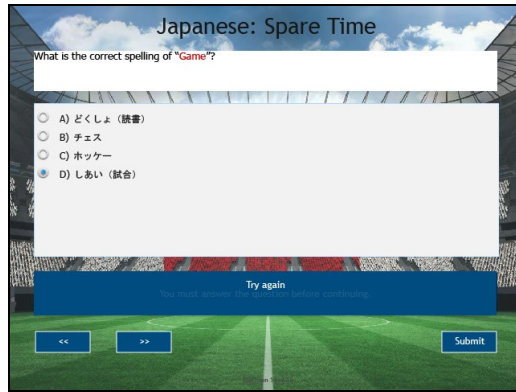 Japanese: Spare Time
What is the correct spelling of "Game"?
A) どくしょ（読書）
B) チェス
C) ホッケー
D) しあい（試合）
Try again
You must answer the question before continuing.
<<
>>
Submit